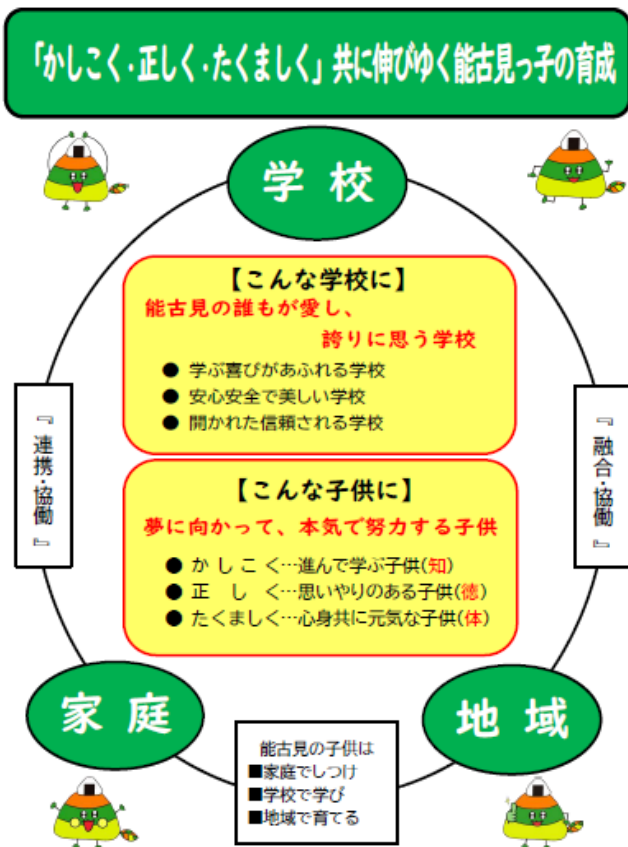 「かしこく・正しく・たくましく」共に伸びゆく能古見っ子の育成
学校
【こんな学校に】
能古見の誰もが愛し、
誇りに思う学校
● 学ぶ喜びがあふれる学校
● 安心安全で美しい学校
● 開かれた信頼される学校
『連携・協働』
『融合・協働』
【こんな子供に】
夢に向かって、本気で努力する子供
● かしこく…進んで学ぶ子供(知)
● 正しく…思いやりのある子供(徳)
● たくましく…心身共に元気な子供(体)
家庭
地域
能古見の子供は
■家庭でしつけ
■学校で学び
■地域で育てる